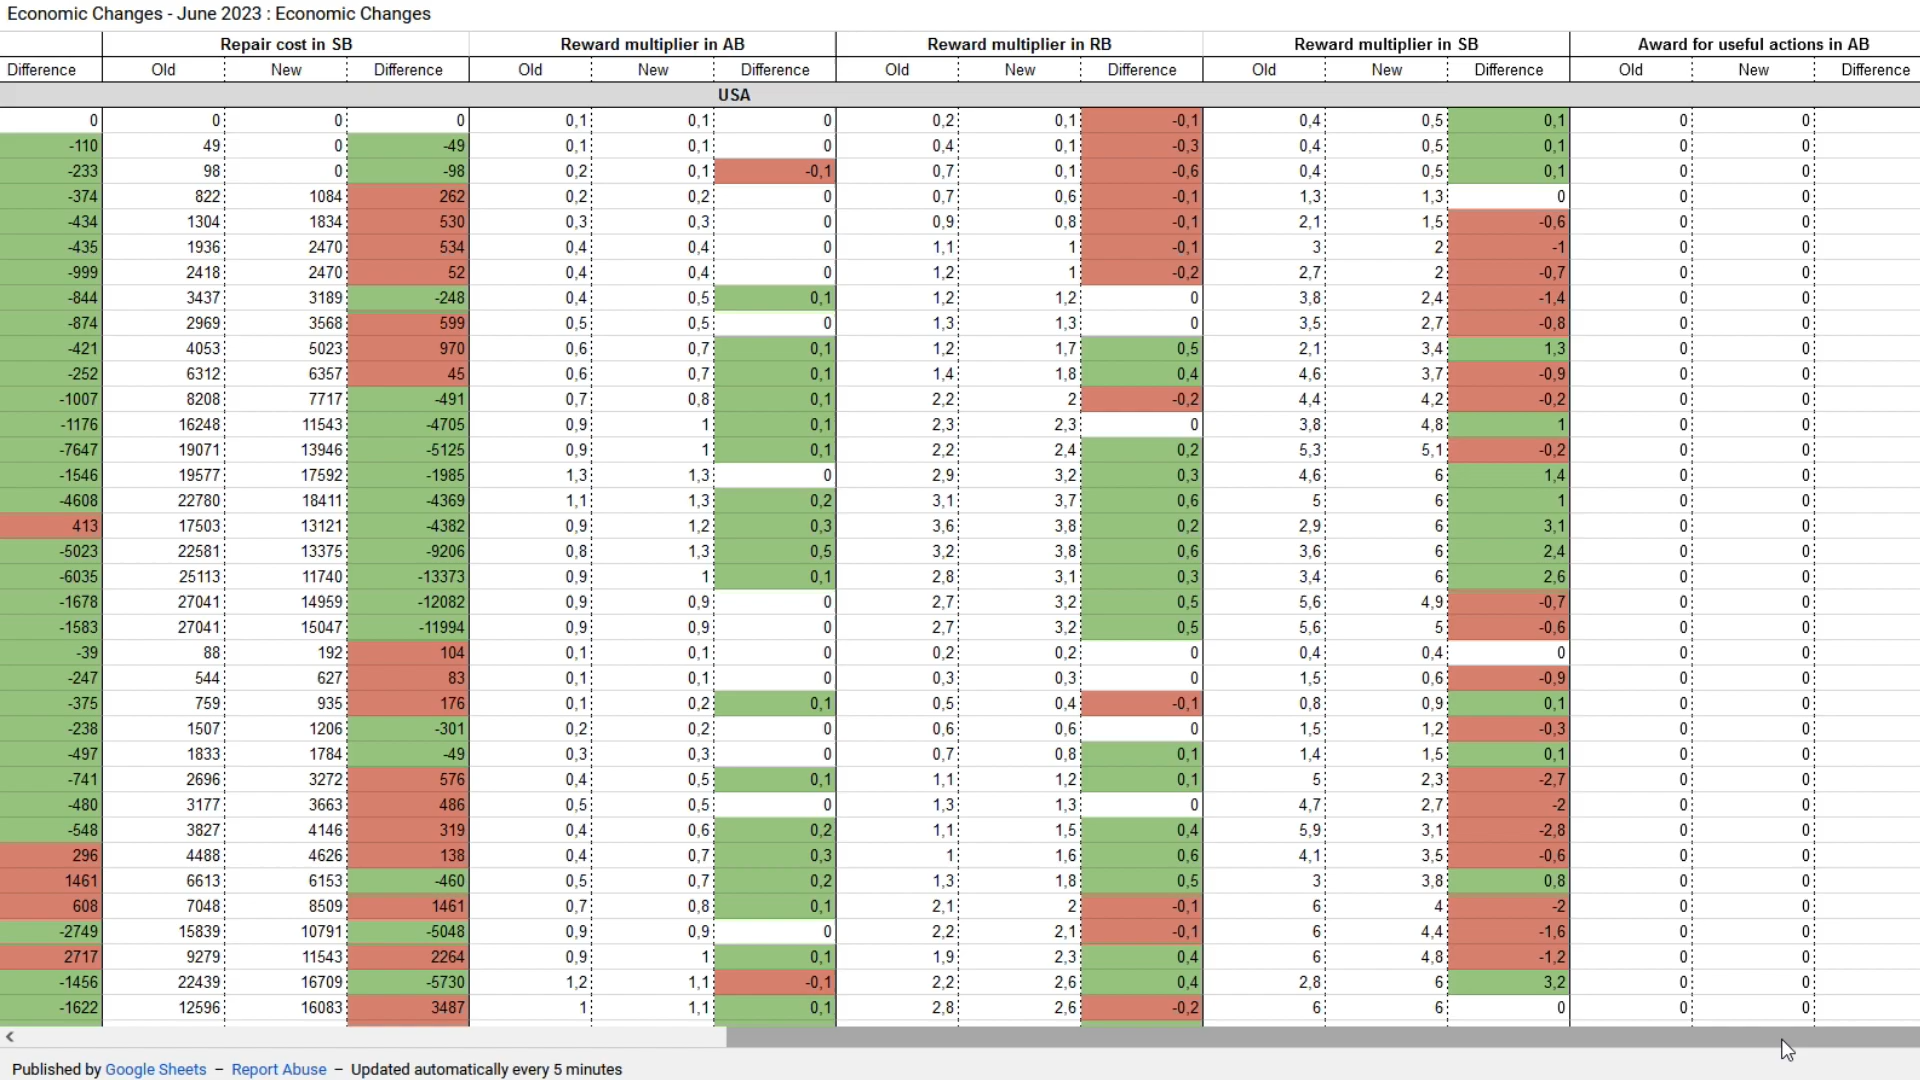 Economic Changes - June 2023 : Economic Changes
Repair cost in SB Reward multiplier in AB Reward multiplier in RB Reward multiplier in SB Award for useful actions in AB
Difference Old New Difference Old New Difference Old New Difference Old New Difference Old New Difference
USA
0 0 0 0 0,1 0,1 0 0,2 0,1 -0,1 0,4 0,5 0,1 0 0
-110 49 0 -49 0,1 0,1 0 0,4 0,1 -0,3 0,4 0,5 0,1 0 0
-233 98 0 -98 0,2 0,1 -0,1 0,7 0,1 -0,6 0,4 0,5 0,1 0 0
-374 822 1084 262 0,2 0,2 0 0,7 0,6 -0,1 1,3 1,3 0 0 0
-434 1304 1834 530 0,3 0,3 0 0,9 0,8 -0,1 2,1 1,5 -0,6 0 0
-435 1936 2470 534 0,4 0,4 0 1,1 1 -0,1 3 2 -1 0 0
-999 2418 2470 52 0,4 0,4 0 1,2 1 -0,2 2,7 2 -0,7 0 0
-844 3437 3189 -248 0,4 0,5 0,1 1,2 1,2 0 3,8 2,4 -1,4 0 0
-874 2969 3568 599 0,5 0,5 0 1,3 1,3 0 3,5 2,7 -0,8 0 0
-421 4053 5023 970 0,6 0,7 0,1 1,2 1,7 0,5 2,1 3,4 1,3 0 0
-252 6312 6357 45 0,6 0,7 0,1 1,4 1,8 0,4 4,6 3,7 -0,9 0 0
-1007 8208 7717 -491 0,7 0,8 0,1 2,2 2 -0,2 4,4 4,2 -0,2 0 0
-1176 16248 11543 -4705 0,9 1 0,1 2,3 2,3 0 3,8 4,8 1 0 0
-7647 19071 13946 -5125 0,9 1 0,1 2,2 2,4 0,2 5,3 5,1 -0,2 0 0
-1546 19577 17592 -1985 1,3 1,3 0 2,9 3,2 0,3 4,6 6 1,4 0 0
-4608 22780 18411 -4369 1,1 1,3 0,2 3,1 3,7 0,6 5 6 1 0 0
413 17503 13121 -4382 0,9 1,2 0,3 3,6 3,8 0,2 2,9 6 3,1 0 0
-5023 22581 13375 -9206 0,8 1,3 0,5 3,2 3,8 0,6 3,6 6 2,4 0 0
-6035 25113 11740 -13373 0,9 1 0,1 2,8 3,1 0,3 3,4 6 2,6 0 0
-1678 27041 14959 -12082 0,9 0,9 0 2,7 3,2 0,5 5,6 4,9 -0,7 0 0
-1583 27041 15047 -11994 0,9 0,9 0 2,7 3,2 0,5 5,6 5 -0,6 0 0
-39 88 192 104 0,1 0,1 0 0,2 0,2 0 0,4 0,4 0 0 0
-247 544 627 83 0,1 0,1 0 0,3 0,3 0 1,5 0,6 -0,9 0 0
-375 759 935 176 0,1 0,2 0,1 0,5 0,4 -0,1 0,8 0,9 0,1 0 0
-238 1507 1206 -301 0,2 0,2 0 0,6 0,6 0 1,5 1,2 -0,3 0 0
-497 1833 1784 -49 0,3 0,3 0 0,7 0,8 0,1 1,4 1,5 0,1 0 0
-741 2696 3272 576 0,4 0,5 0,1 1,1 1,2 0,1 5 2,3 -2,7 0 0
-480 3177 3663 486 0,5 0,5 0 1,3 1,3 0 4,7 2,7 -2 0 0
-548 3827 4146 319 0,4 0,6 0,2 1,1 1,5 0,4 5,9 3,1 -2,8 0 0
296 4488 4626 138 0,4 0,7 0,3 1 1,6 0,6 4,1 3,5 -0,6 0 0
1461 6613 6153 -460 0,5 0,7 0,2 1,3 1,8 0,5 3 3,8 0,8 0 0
608 7048 8509 1461 0,7 0,8 0,1 2,1 2 -0,1 6 4 -2 0 0
-2749 15839 10791 -5048 0,9 0,9 0 2,2 2,1 -0,1 6 4,4 -1,6 0 0
2717 9279 11543 2264 0,9 1 0,1 1,9 2,3 0,4 6 4,8 -1,2 0 0
-1456 22439 16709 -5730 1,2 1,1 -0,1 2,2 2,6 0,4 2,8 6 3,2 0 0
-1622 12596 16083 3487 1 1,1 0,1 2,8 2,6 -0,2 6 6 0 0 0
Published by Google Sheets – Report Abuse – Updated automatically every 5 minutes